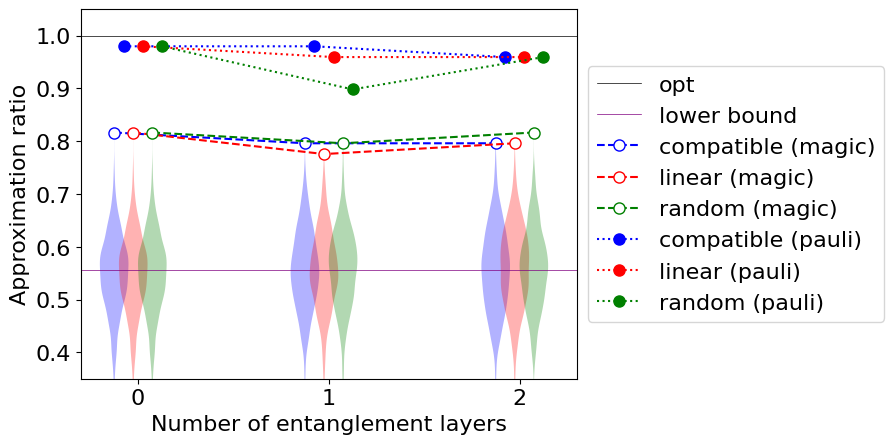 1.0
0.9
0.8
0.7
0.6
0.5
0.4
Approximation ratio
0 1 2
Number of entanglement layers
opt
lower bound
compatible (magic)
linear (magic)
random (magic)
compatible (pauli)
linear (pauli)
random (pauli)